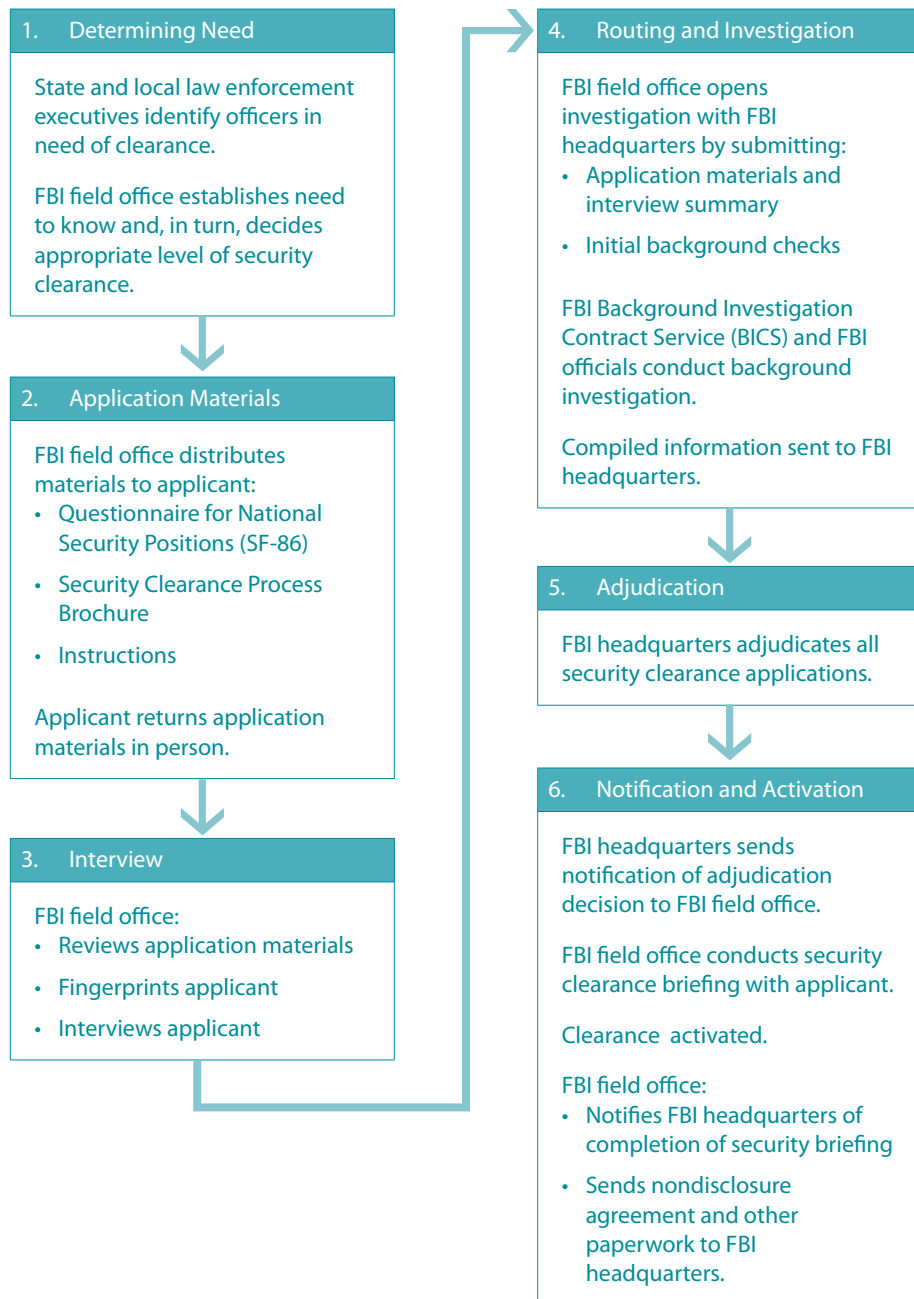 1. Determining Need
State and local law enforcement
executives identify officers in
need of clearance.
FBI field office establishes need
to know and, in turn, decides
appropriate level of security
clearance.
2. Application Materials
FBI field office distributes
materials to applicant:
• Questionnaire for National
Security Positions (SF-86)
• Security Clearance Process
Brochure
• Instructions
Applicant returns application
materials in person.
3. Interview
FBI field office:
• Reviews application materials
• Fingerprints applicant
• Interviews applicant
4. Routing and Investigation
FBI field office opens
investigation with FBI
headquarters by submitting:
• Application materials and
interview summary
• Initial background checks
FBI Background Investigation
Contract Service (BICS) and FBI
officials conduct background
investigation.
Compiled information sent to FBI
headquarters.
5. Adjudication
FBI headquarters adjudicates all
security clearance applications.
6. Notification and Activation
FBI headquarters sends
notification of adjudication
decision to FBI field office.
FBI field office conducts security
clearance briefing with applicant.
Clearance activated.
FBI field office:
• Notifies FBI headquarters of
completion of security briefing
• Sends nondisclosure
agreement and other
paperwork to FBI
headquarters.